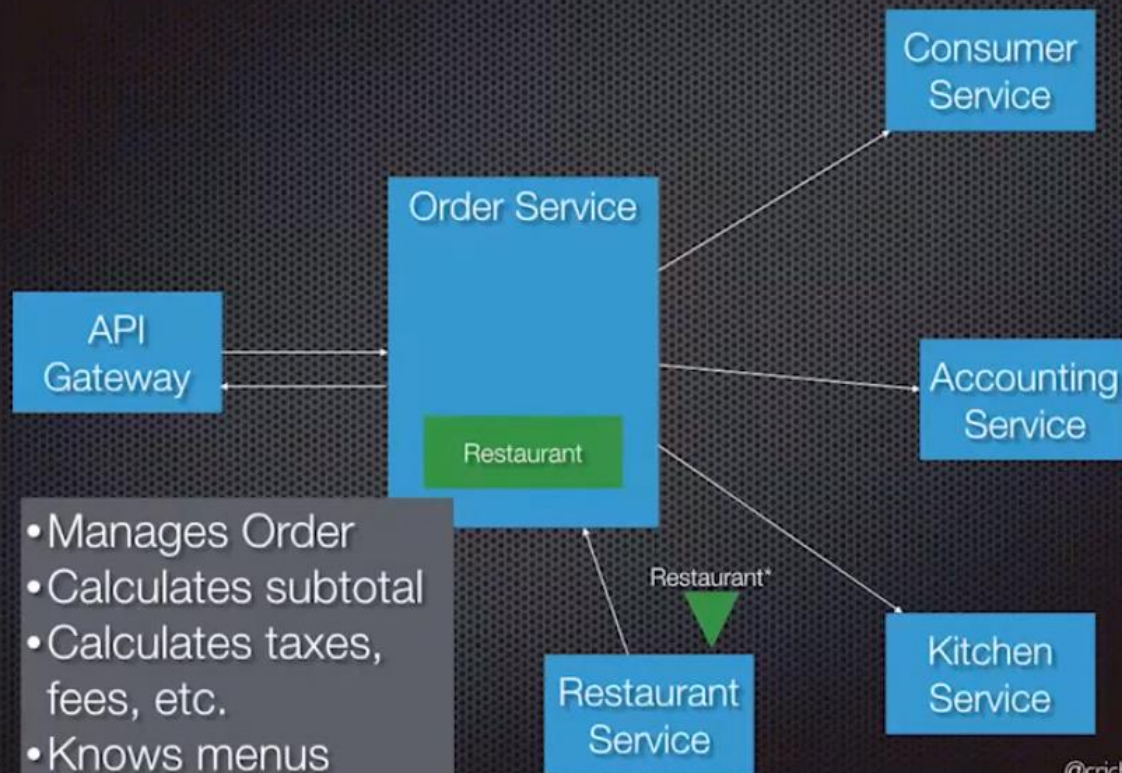 Consumer
Service
Order Service
API
Gateway
Accounting
Service
Restaurant
• Manages Order
• Calculates subtotal
• Calculates taxes,
fees, etc.
• Knows menus
Restaurant*
Restaurant
Service
Kitchen
Service